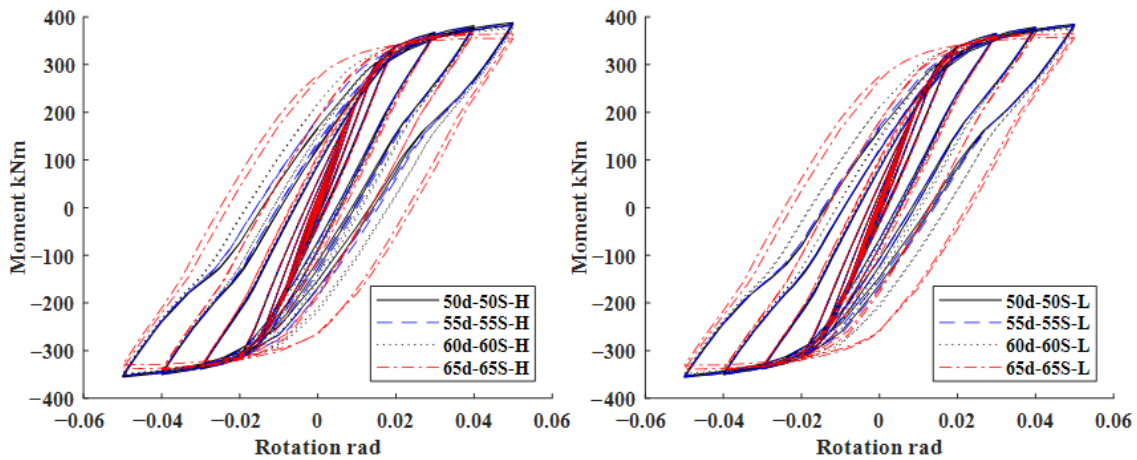 400
300
200
100
0
−100
−200
−300
−400
Moment kNm
50d-50S-H
55d-55S-H
60d-60S-H
65d-65S-H
−0.06 −0.04 −0.02 0 0.02 0.04 0.06
Rotation rad
400
300
200
100
0
−100
−200
−300
−400
Moment kNm
50d-50S-L
55d-55S-L
60d-60S-L
65d-65S-L
−0.06 −0.04 −0.02 0 0.02 0.04 0.06
Rotation rad